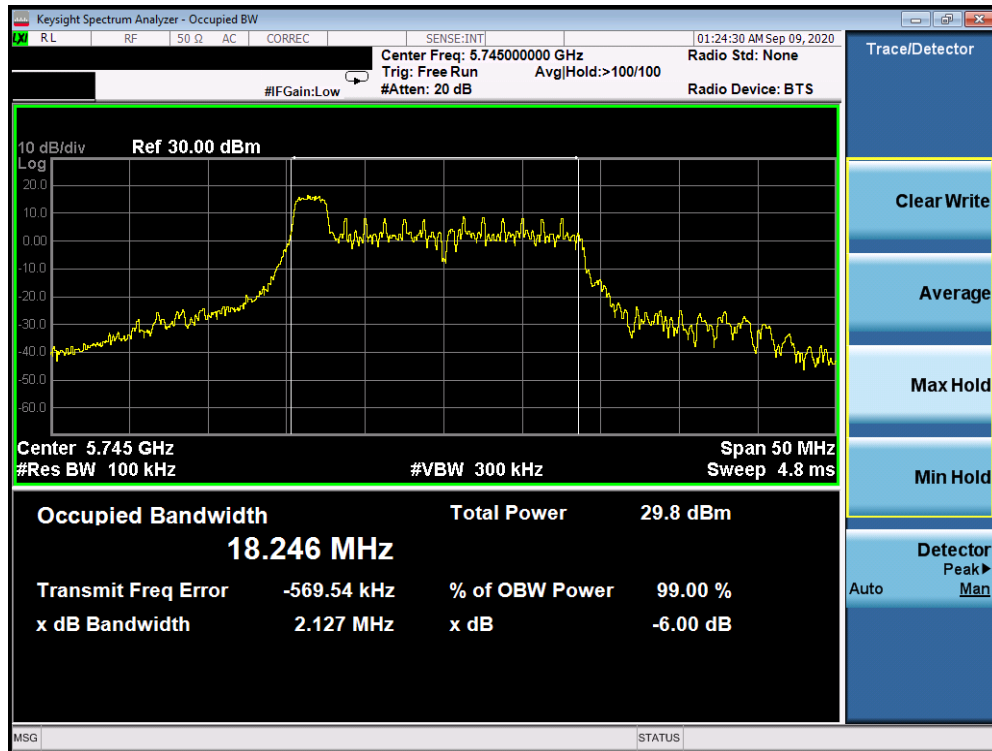 Keysight Spectrum Analyzer - Occupied BW
LXI RL RF 50 Ω AC CORREC SENSE:INT 01:24:30 AM Sep 09, 2020
Center Freq: 5.745000000 GHz Radio Std: None
Trig: Free Run Avg|Hold:>100/100
#IFGain:Low #Atten: 20 dB Radio Device: BTS
10 dB/div Ref 30.00 dBm
Log
20.0
10.0
0.00
-10.0
-20.0
-30.0
-40.0
-50.0
-60.0
Center 5.745 GHz Span 50 MHz
#Res BW 100 kHz #VBW 300 kHz Sweep 4.8 ms
Occupied Bandwidth Total Power 29.8 dBm
18.246 MHz
Transmit Freq Error -569.54 kHz % of OBW Power 99.00 %
x dB Bandwidth 2.127 MHz x dB -6.00 dB
MSG STATUS
Trace/Detector
Clear Write
Average
Max Hold
Min Hold
Detector
Peak▶
Auto Man